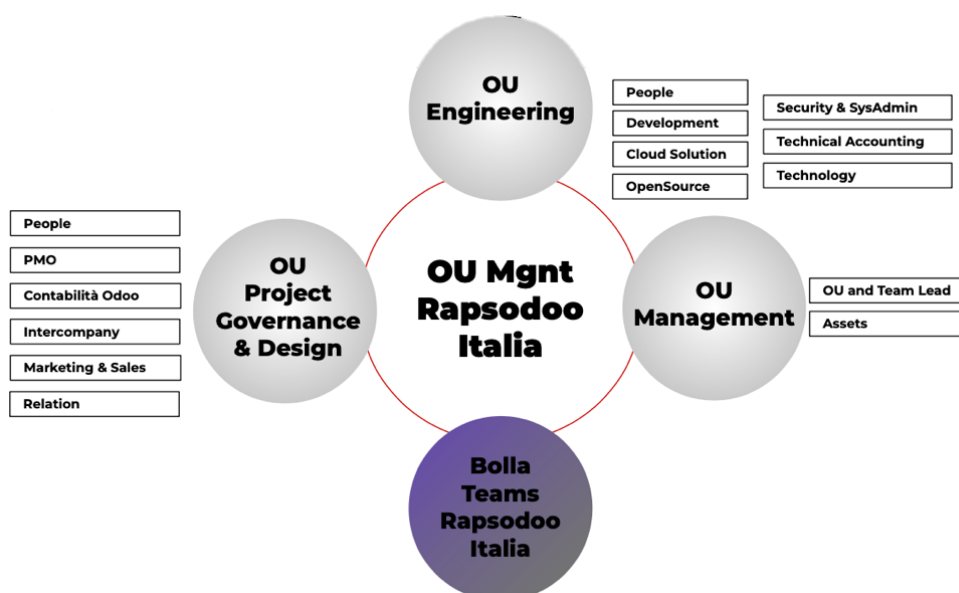 OU
Engineering
People
Development
Cloud Solution
OpenSource
Security & SysAdmin
Technical Accounting
Technology
People
PMO
Contabilità Odoo
Intercompany
Marketing & Sales
Relation
OU
Project
Governance
& Design
OU Mgnt
Rapsodoo
Italia
OU
Management
OU and Team Lead
Assets
Bolla
Teams
Rapsodoo
Italia